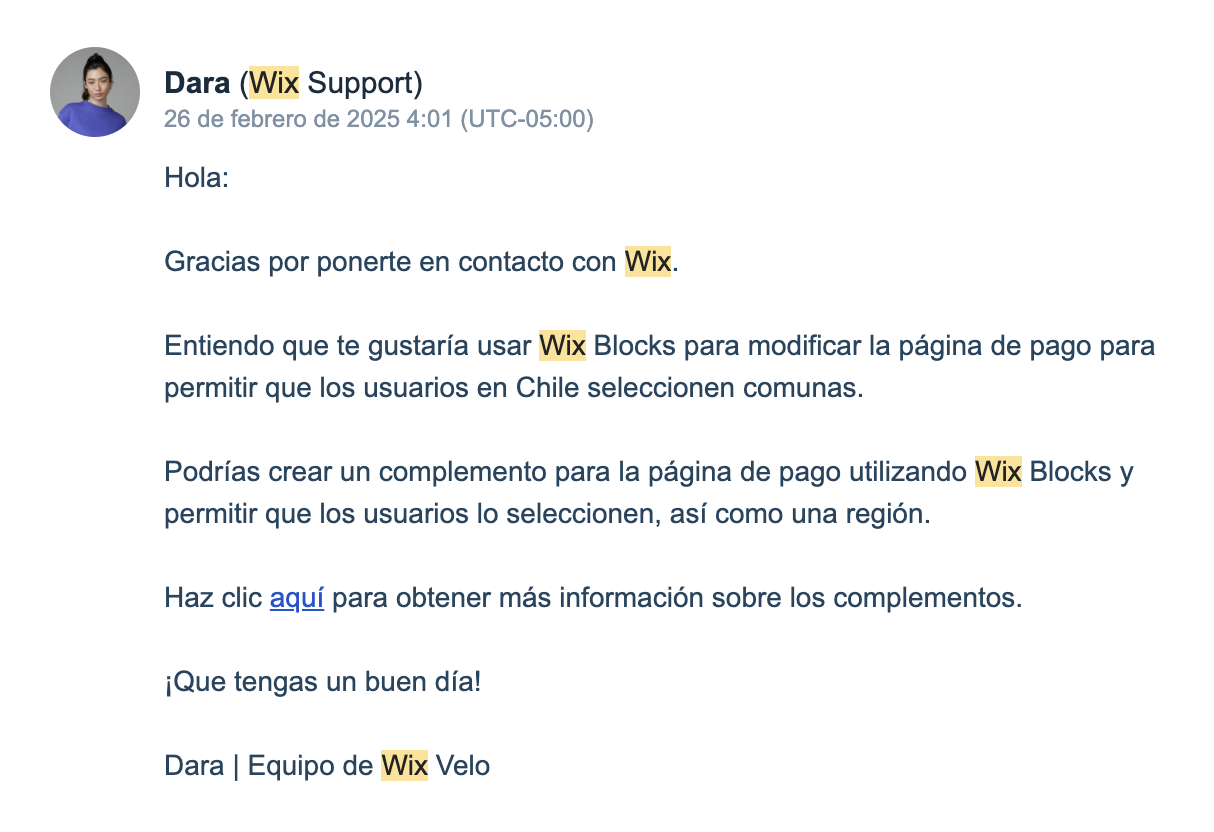 Dara (Wix Support)
26 de febrero de 2025 4:01 (UTC-05:00)
Hola:
Gracias por ponerte en contacto con Wix.
Entiendo que te gustaría usar Wix Blocks para modificar la página de pago para
permitir que los usuarios en Chile seleccionen comunas.
Podrías crear un complemento para la página de pago utilizando Wix Blocks y
permitir que los usuarios lo seleccionen, así como una región.
Haz clic aquí para obtener más información sobre los complementos.
¡Que tengas un buen día!
Dara | Equipo de Wix Velo